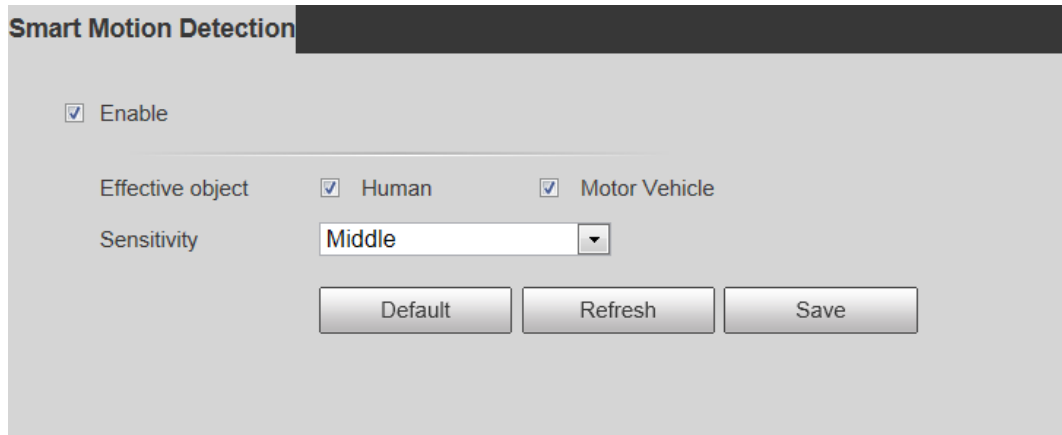 Smart Motion Detection
Enable
Effective object Human Motor Vehicle
Sensitivity Middle
Default Refresh Save